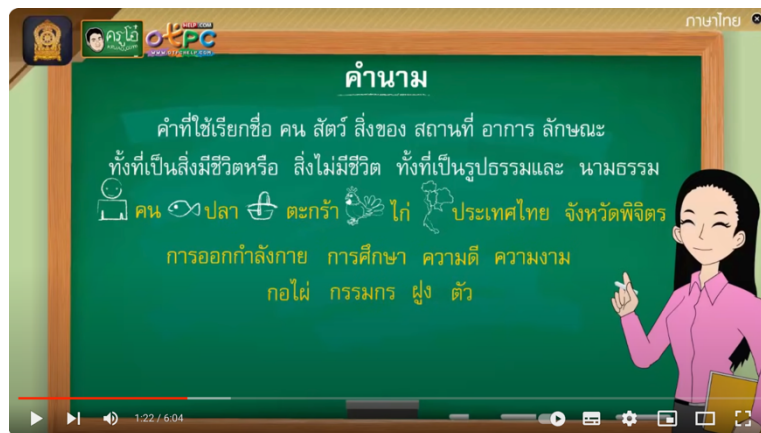 ภาษาไทย
ครูโอ๋
OTPC
HELP.COM
WWW.OTPCHELP.COM
คำนาม
คำที่ใช้เรียกชื่อ คน สัตว์ สิ่งของ สถานที่ อาการ ลักษณะ
ทั้งที่เป็นสิ่งมีชีวิตหรือ สิ่งไม่มีชีวิต ทั้งที่เป็นรูปธรรมและ นามธรรม
คน ปลา ตะกร้า ไก่ ประเทศไทย จังหวัดพิจิตร
การออกกำลังกาย การศึกษา ความดี ความงาม
กอไผ่ กรรมกร ฝูง ตัว
1:22 / 6:04